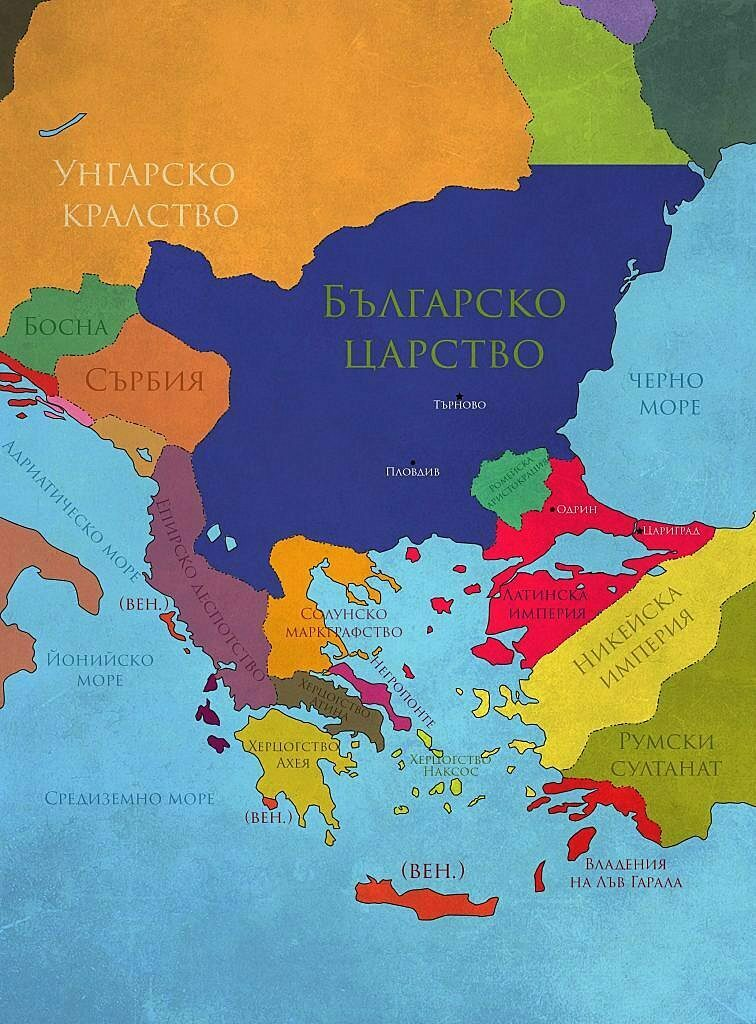 Унгарско
кралство
Българско
царство
Босна
Сърбия
Черно
море
Търново
Пловдив
Ромейска
аристокрация
Одрин
Цариград
Адриатическо море
Епирско деспотство
(Вен.)
Латинска
империя
Никейска
империя
Солунско
маркграфство
Йонийско
море
Негропонте
Херцогство
Атина
Херцогство
Ахея
Херцогство
Наксос
Румски
султанат
Средиземно море
(Вен.)
(Вен.)
Владения
на Лъв Гарала